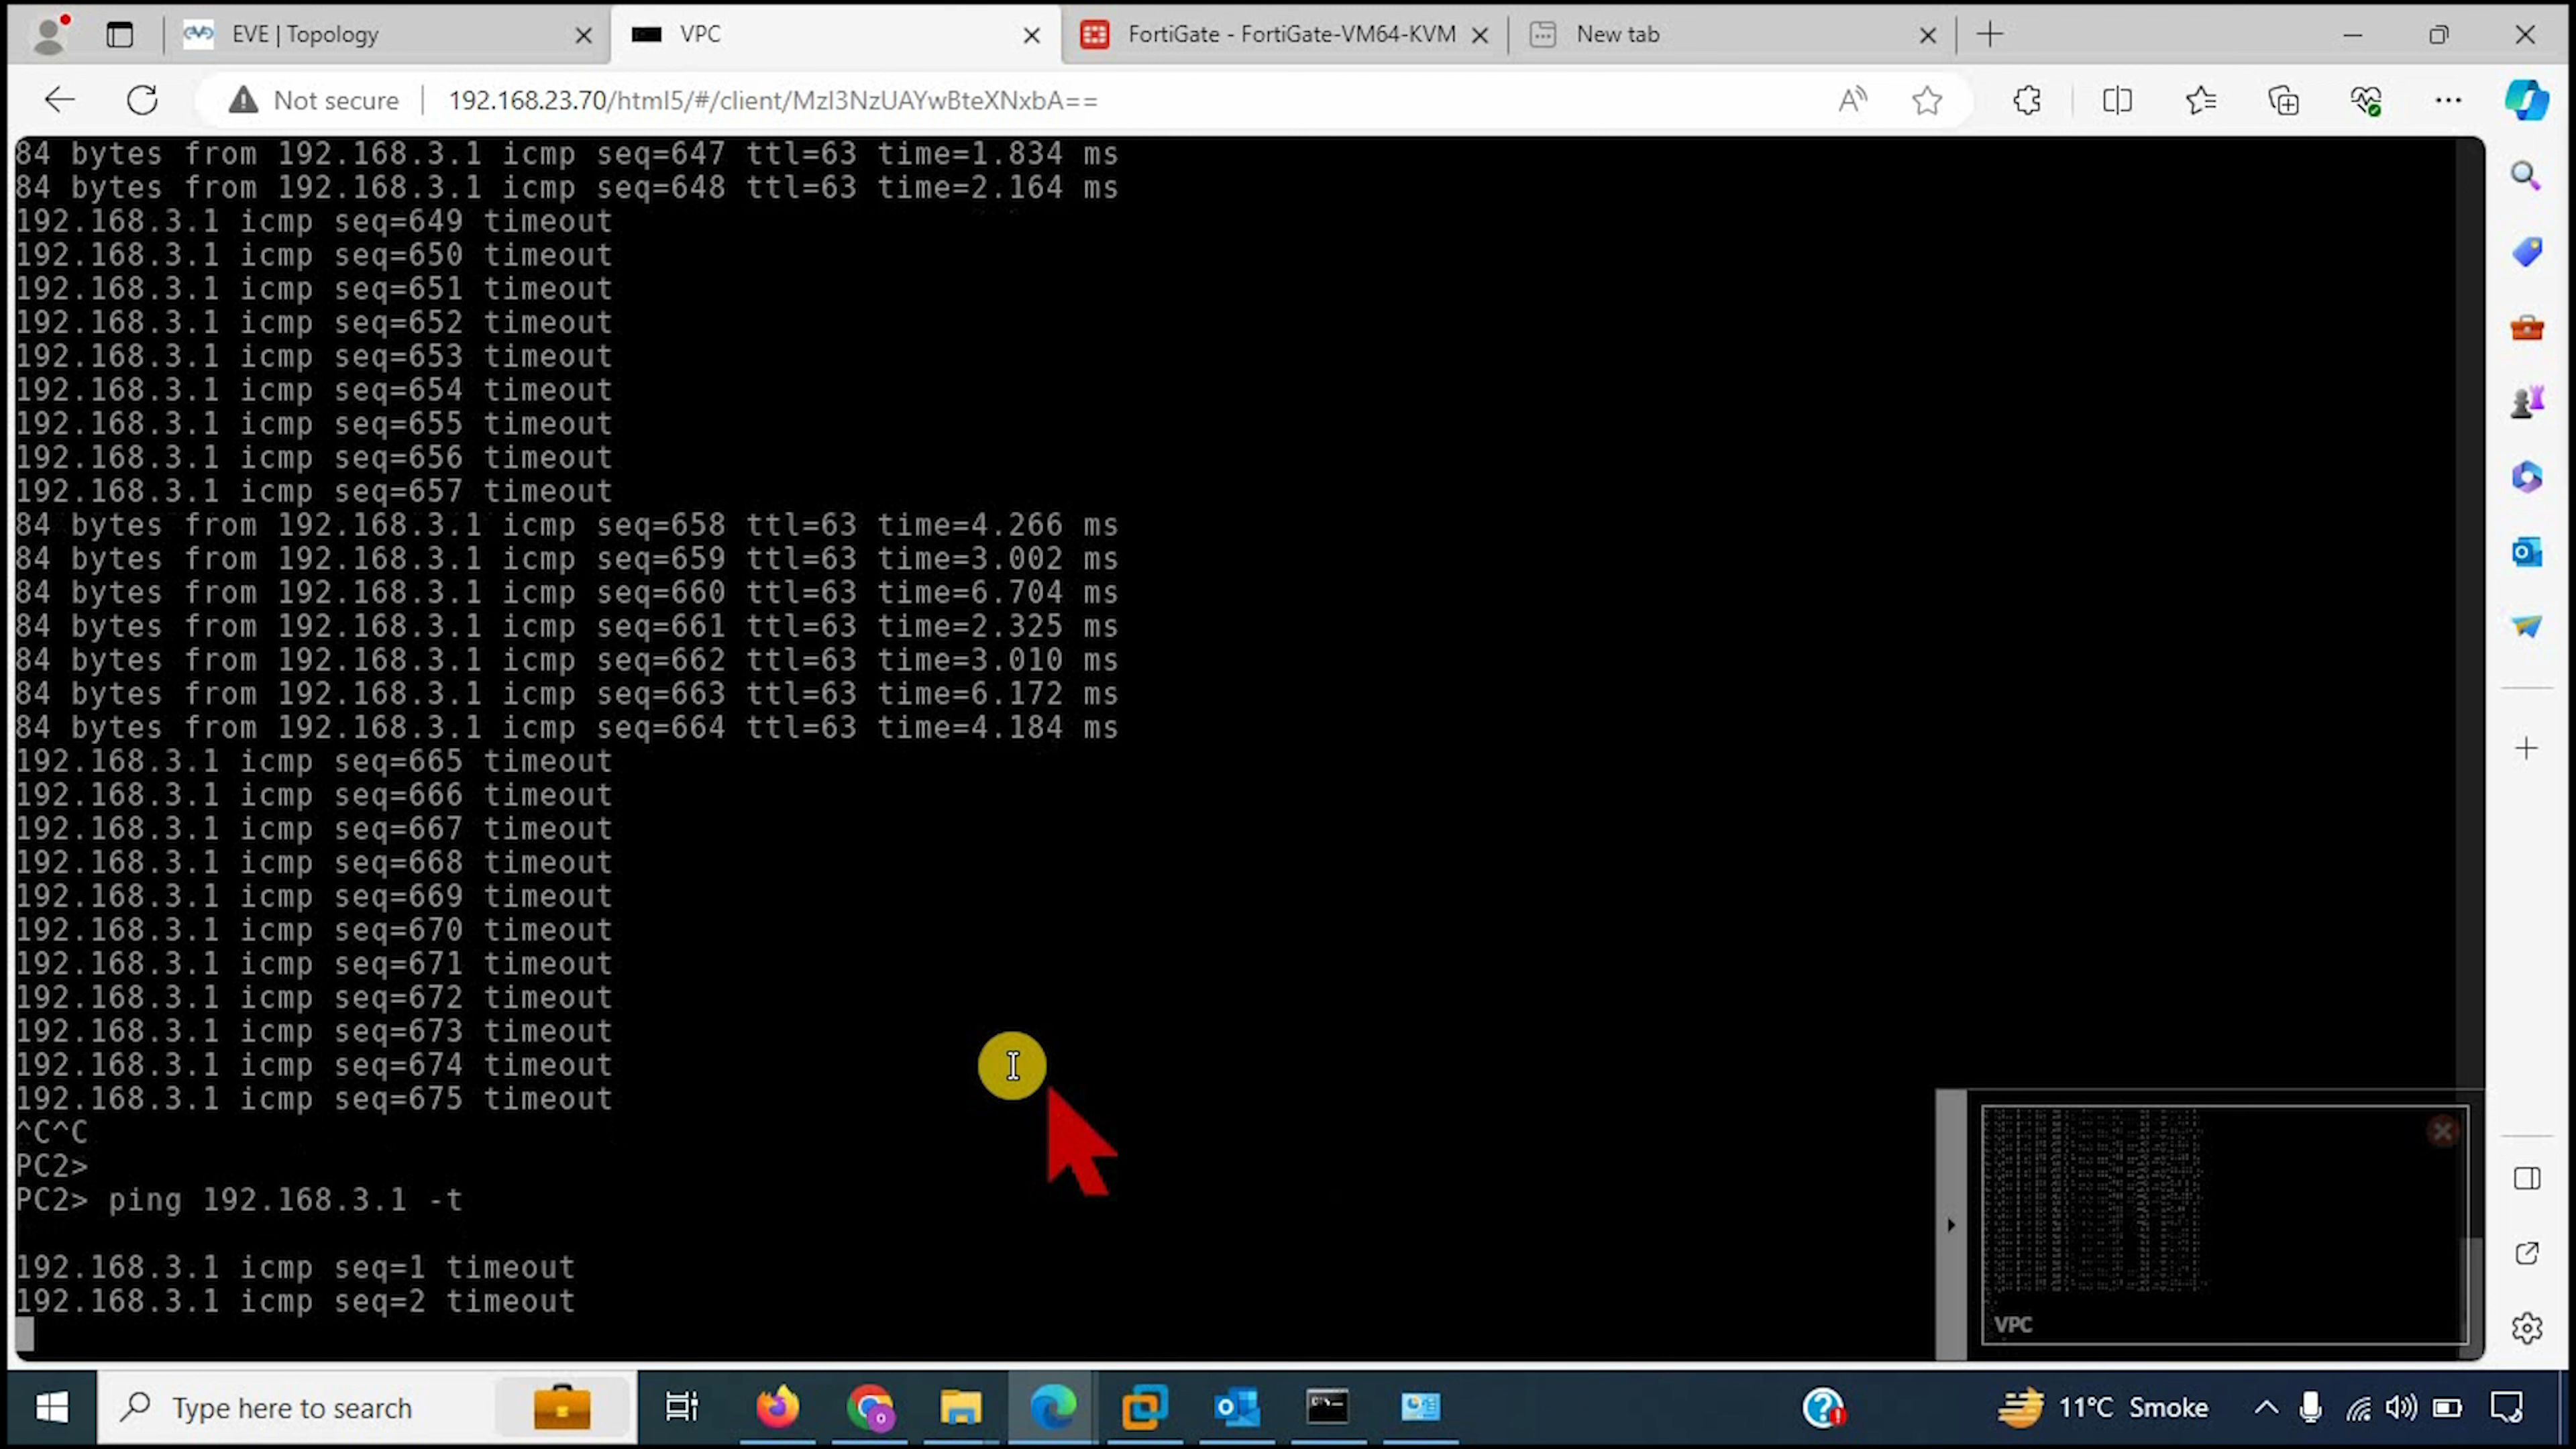 EVE | Topology
VPC
FortiGate - FortiGate-VM64-KVM
New tab
Not secure
192.168.23.70/html5/#/client/MzI3NzUAYwBteXNxbA==
84 bytes from 192.168.3.1 icmp seq=647 ttl=63 time=1.834 ms
84 bytes from 192.168.3.1 icmp seq=648 ttl=63 time=2.164 ms
192.168.3.1 icmp seq=649 timeout
192.168.3.1 icmp seq=650 timeout
192.168.3.1 icmp seq=651 timeout
192.168.3.1 icmp seq=652 timeout
192.168.3.1 icmp seq=653 timeout
192.168.3.1 icmp seq=654 timeout
192.168.3.1 icmp seq=655 timeout
192.168.3.1 icmp seq=656 timeout
192.168.3.1 icmp seq=657 timeout
84 bytes from 192.168.3.1 icmp seq=658 ttl=63 time=4.266 ms
84 bytes from 192.168.3.1 icmp seq=659 ttl=63 time=3.002 ms
84 bytes from 192.168.3.1 icmp seq=660 ttl=63 time=6.704 ms
84 bytes from 192.168.3.1 icmp seq=661 ttl=63 time=2.325 ms
84 bytes from 192.168.3.1 icmp seq=662 ttl=63 time=3.010 ms
84 bytes from 192.168.3.1 icmp seq=663 ttl=63 time=6.172 ms
84 bytes from 192.168.3.1 icmp seq=664 ttl=63 time=4.184 ms
192.168.3.1 icmp seq=665 timeout
192.168.3.1 icmp seq=666 timeout
192.168.3.1 icmp seq=667 timeout
192.168.3.1 icmp seq=668 timeout
192.168.3.1 icmp seq=669 timeout
192.168.3.1 icmp seq=670 timeout
192.168.3.1 icmp seq=671 timeout
192.168.3.1 icmp seq=672 timeout
192.168.3.1 icmp seq=673 timeout
192.168.3.1 icmp seq=674 timeout
192.168.3.1 icmp seq=675 timeout
^C^C
PC2>
PC2> ping 192.168.3.1 -t
192.168.3.1 icmp seq=1 timeout
192.168.3.1 icmp seq=2 timeout
VPC
Type here to search
11°C Smoke